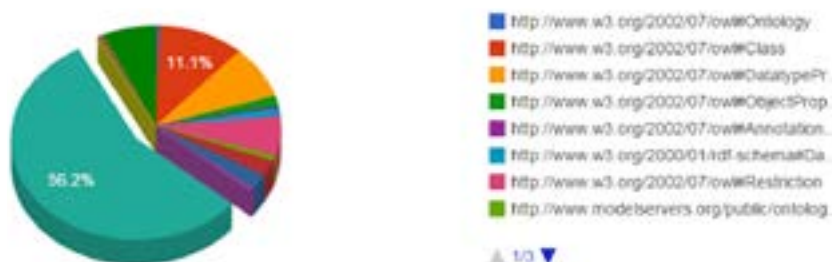 11.1%
56.2%
http://www.w3.org/2002/07/owl#Ontology
http://www.w3.org/2002/07/owl#Class
http://www.w3.org/2002/07/owl#DatatypePr...
http://www.w3.org/2002/07/owl#ObjectProp...
http://www.w3.org/2002/07/owl#Annotation...
http://www.w3.org/2000/01/rdf-schema#Da...
http://www.w3.org/2002/07/owl#Restriction
http://www.modelservers.org/public/ontolog...
1/3